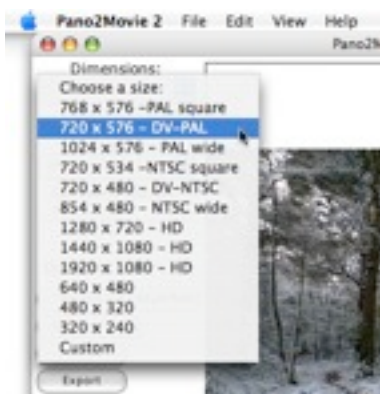 Pano2Movie 2 File Edit View Help
Pano2M
Dimensions:
Choose a size:
768 x 576 -PAL square
720 x 576 - DV-PAL
1024 x 576 - PAL wide
720 x 534 -NTSC square
720 x 480 - DV-NTSC
854 x 480 - NTSC wide
1280 x 720 - HD
1440 x 1080 - HD
1920 x 1080 - HD
640 x 480
480 x 320
320 x 240
Custom
Export